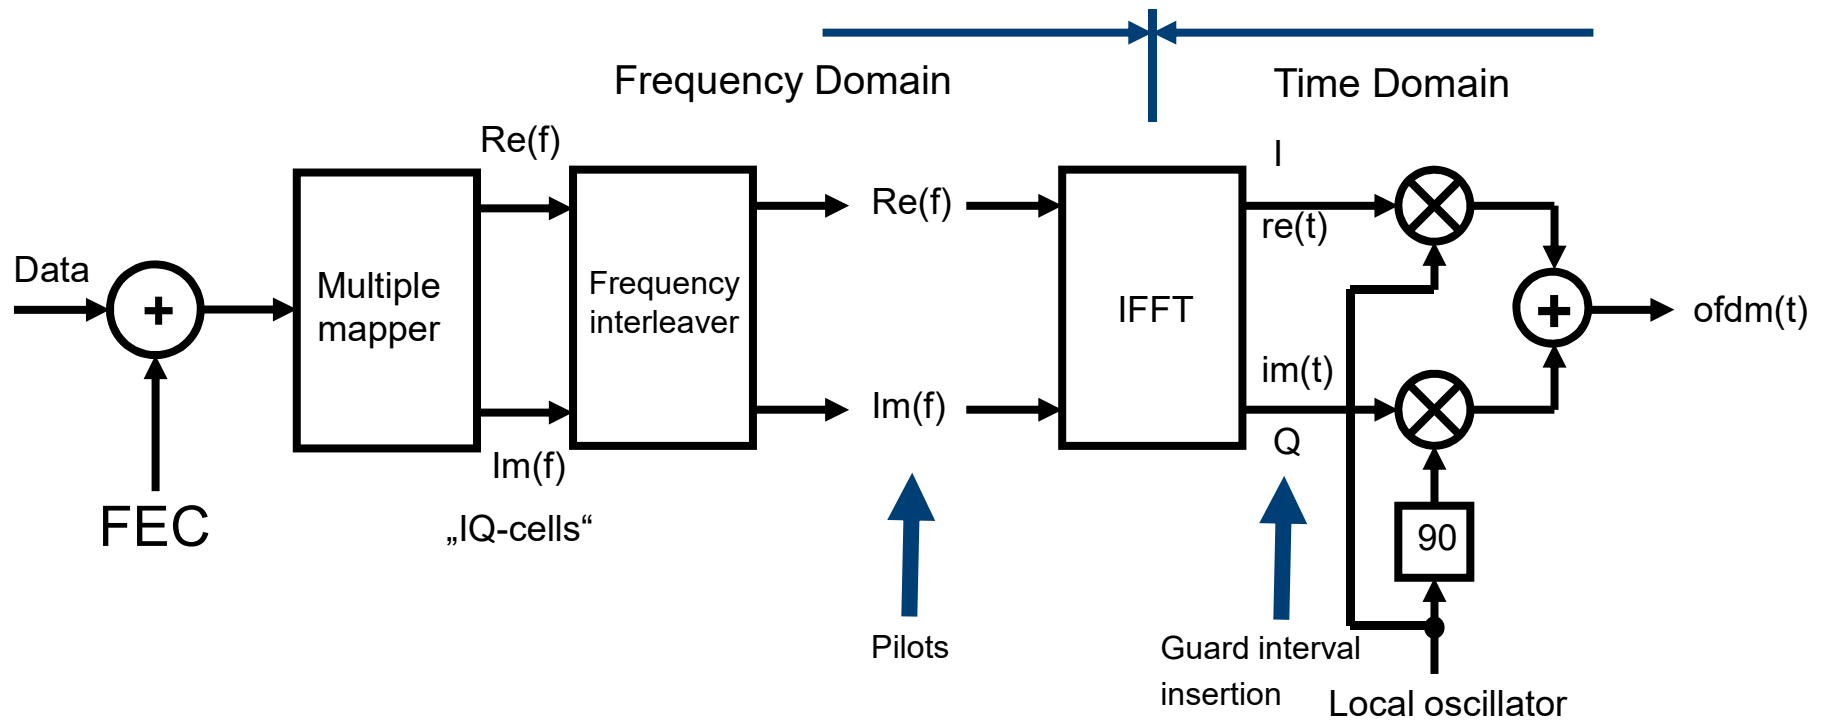 Frequency Domain
Time Domain
Re(f)
I
Re(f)
re(t)
Data
+
Multiple
mapper
Frequency
interleaver
IFFT
+
ofdm(t)
im(t)
Im(f)
Q
Im(f)
FEC
„IQ-cells“
90
Pilots
Guard interval
insertion
Local oscillator